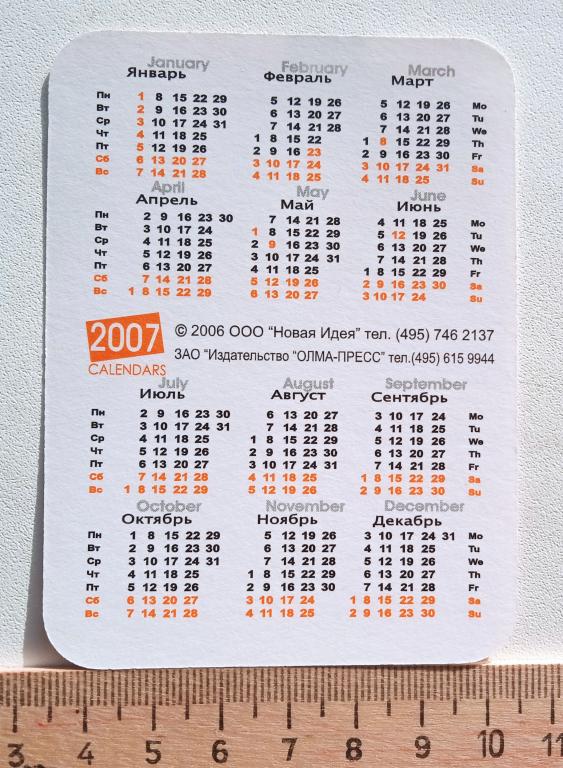 January February March
Январь Февраль Март
Пн 1 8 15 22 29 5 12 19 26 5 12 19 26 Mo
Вт 2 9 16 23 30 6 13 20 27 6 13 20 27 Tu
Ср 3 10 17 24 31 7 14 21 28 7 14 21 28 We
Чт 4 11 18 25 1 8 15 22 1 8 15 22 29 Th
Пт 5 12 19 26 2 9 16 23 2 9 16 23 30 Fr
Сб 6 13 20 27 3 10 17 24 3 10 17 24 31 Sa
Вс 7 14 21 28 4 11 18 25 4 11 18 25 Su
April May June
Апрель Май Июнь
Пн 2 9 16 23 30 7 14 21 28 4 11 18 25 Mo
Вт 3 10 17 24 1 8 15 22 29 5 12 19 26 Tu
Ср 4 11 18 25 2 9 16 23 30 6 13 20 27 We
Чт 5 12 19 26 3 10 17 24 31 7 14 21 28 Th
Пт 6 13 20 27 4 11 18 25 1 8 15 22 29 Fr
Сб 7 14 21 28 5 12 19 26 2 9 16 23 30 Sa
Вс 1 8 15 22 29 6 13 20 27 3 10 17 24 Su
2007 © 2006 ООО "Новая Идея" тел. (495) 746 2137
CALENDARS ЗАО "Издательство "ОЛМА-ПРЕСС" тел.(495) 615 9944
July August September
Июль Август Сентябрь
Пн 2 9 16 23 30 6 13 20 27 3 10 17 24 Mo
Вт 3 10 17 24 31 7 14 21 28 4 11 18 25 Tu
Ср 4 11 18 25 1 8 15 22 29 5 12 19 26 We
Чт 5 12 19 26 2 9 16 23 30 6 13 20 27 Th
Пт 6 13 20 27 3 10 17 24 31 7 14 21 28 Fr
Сб 7 14 21 28 4 11 18 25 1 8 15 22 29 Sa
Вс 1 8 15 22 29 5 12 19 26 2 9 16 23 30 Su
October November December
Октябрь Ноябрь Декабрь
Пн 1 8 15 22 29 5 12 19 26 3 10 17 24 31 Mo
Вт 2 9 16 23 30 6 13 20 27 4 11 18 25 Tu
Ср 3 10 17 24 31 7 14 21 28 5 12 19 26 We
Чт 4 11 18 25 1 8 15 22 29 6 13 20 27 Th
Пт 5 12 19 26 2 9 16 23 30 7 14 21 28 Fr
Сб 6 13 20 27 3 10 17 24 1 8 15 22 29 Sa
Вс 7 14 21 28 4 11 18 25 2 9 16 23 30 Su
3 4 5 6 7 8 9 10 11